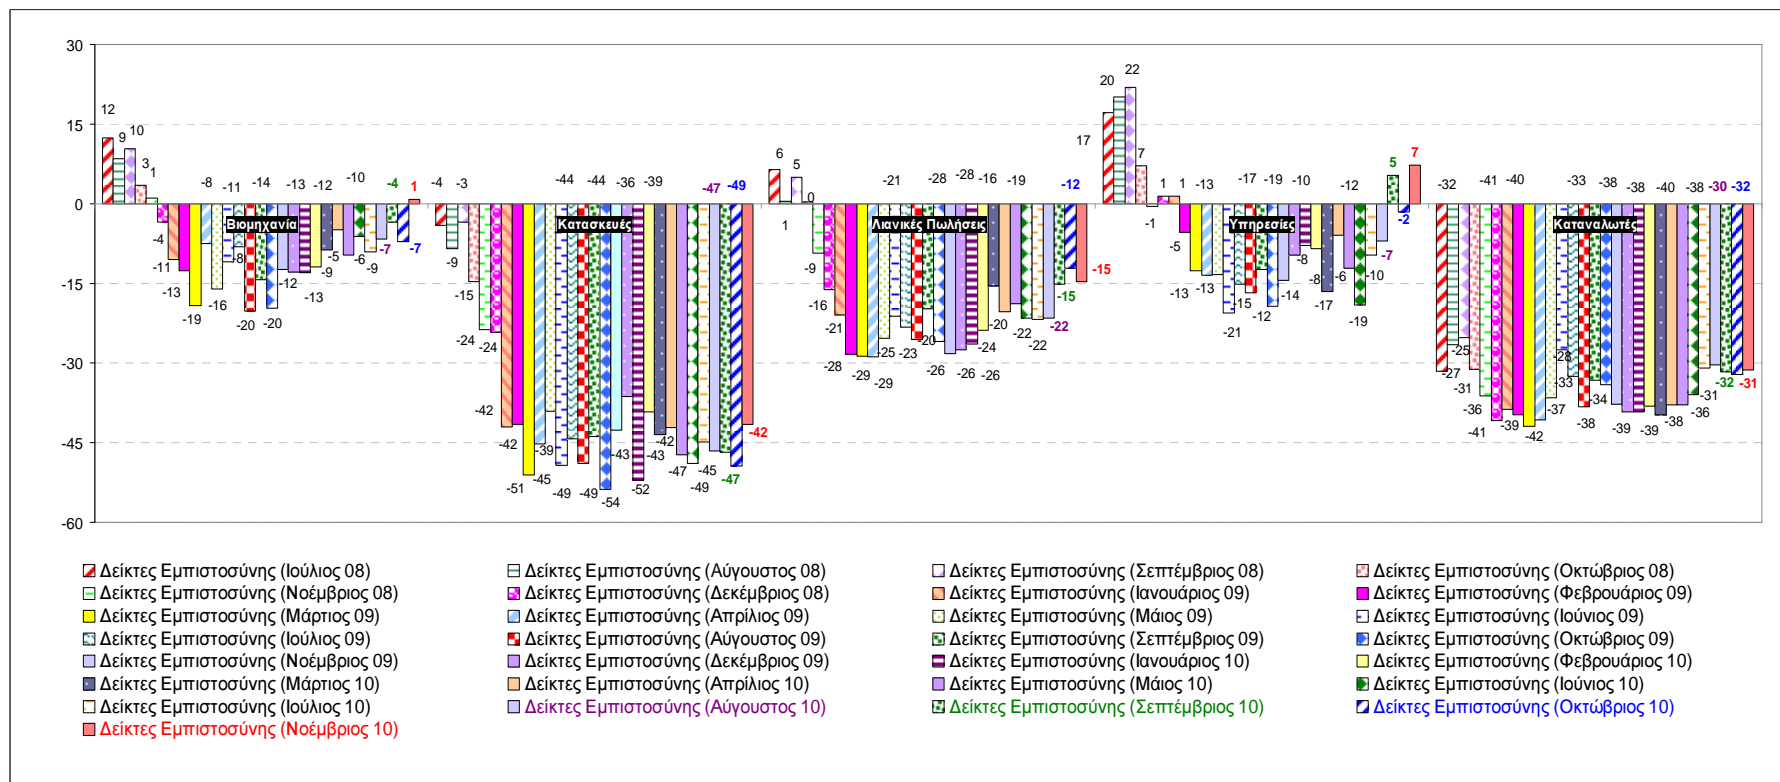 30
15
0
-15
-30
-45
-60
12 9 10 3 1 -4 -11 -13 -19 -8 -16 -11 -8 -20 -14 -20 -12 -13 -13 -12 -9 -5 -10 -6 -9 -7 -4 -7 1
Βιομηχανία
-4 -9 -3 -15 -24 -24 -42 -42 -51 -45 -39 -49 -44 -49 -44 -54 -43 -36 -52 -39 -43 -42 -47 -49 -45 -47 -47 -49 -42
Κατασκευές
6 1 5 0 -9 -16 -21 -28 -29 -29 -25 -21 -23 -26 -20 -26 -28 -28 -26 -24 -16 -20 -19 -22 -22 -22 -15 -12 -15
Λιανικές Πωλήσεις
17 20 22 7 -1 1 1 -5 -13 -13 -13 -21 -15 -17 -12 -19 -14 -10 -8 -8 -17 -6 -12 -19 -10 -7 5 -2 7
Υπηρεσίες
-32 -27 -25 -31 -36 -41 -41 -39 -40 -42 -37 -28 -33 -33 -38 -34 -38 -39 -38 -39 -40 -38 -38 -36 -31 -30 -32 -32 -31
Καταναλωτές
Δείκτες Εμπιστοσύνης (Ιούλιος 08) Δείκτες Εμπιστοσύνης (Αύγουστος 08) Δείκτες Εμπιστοσύνης (Σεπτέμβριος 08) Δείκτες Εμπιστοσύνης (Οκτώβριος 08)
Δείκτες Εμπιστοσύνης (Νοέμβριος 08) Δείκτες Εμπιστοσύνης (Δεκέμβριος 08) Δείκτες Εμπιστοσύνης (Ιανουάριος 09) Δείκτες Εμπιστοσύνης (Φεβρουάριος 09)
Δείκτες Εμπιστοσύνης (Μάρτιος 09) Δείκτες Εμπιστοσύνης (Απρίλιος 09) Δείκτες Εμπιστοσύνης (Μάιος 09) Δείκτες Εμπιστοσύνης (Ιούνιος 09)
Δείκτες Εμπιστοσύνης (Ιούλιος 09) Δείκτες Εμπιστοσύνης (Αύγουστος 09) Δείκτες Εμπιστοσύνης (Σεπτέμβριος 09) Δείκτες Εμπιστοσύνης (Οκτώβριος 09)
Δείκτες Εμπιστοσύνης (Νοέμβριος 09) Δείκτες Εμπιστοσύνης (Δεκέμβριος 09) Δείκτες Εμπιστοσύνης (Ιανουάριος 10) Δείκτες Εμπιστοσύνης (Φεβρουάριος 10)
Δείκτες Εμπιστοσύνης (Μάρτιος 10) Δείκτες Εμπιστοσύνης (Απρίλιος 10) Δείκτες Εμπιστοσύνης (Μάιος 10) Δείκτες Εμπιστοσύνης (Ιούνιος 10)
Δείκτες Εμπιστοσύνης (Ιούλιος 10) Δείκτες Εμπιστοσύνης (Αύγουστος 10) Δείκτες Εμπιστοσύνης (Σεπτέμβριος 10) Δείκτες Εμπιστοσύνης (Οκτώβριος 10)
Δείκτες Εμπιστοσύνης (Νοέμβριος 10)